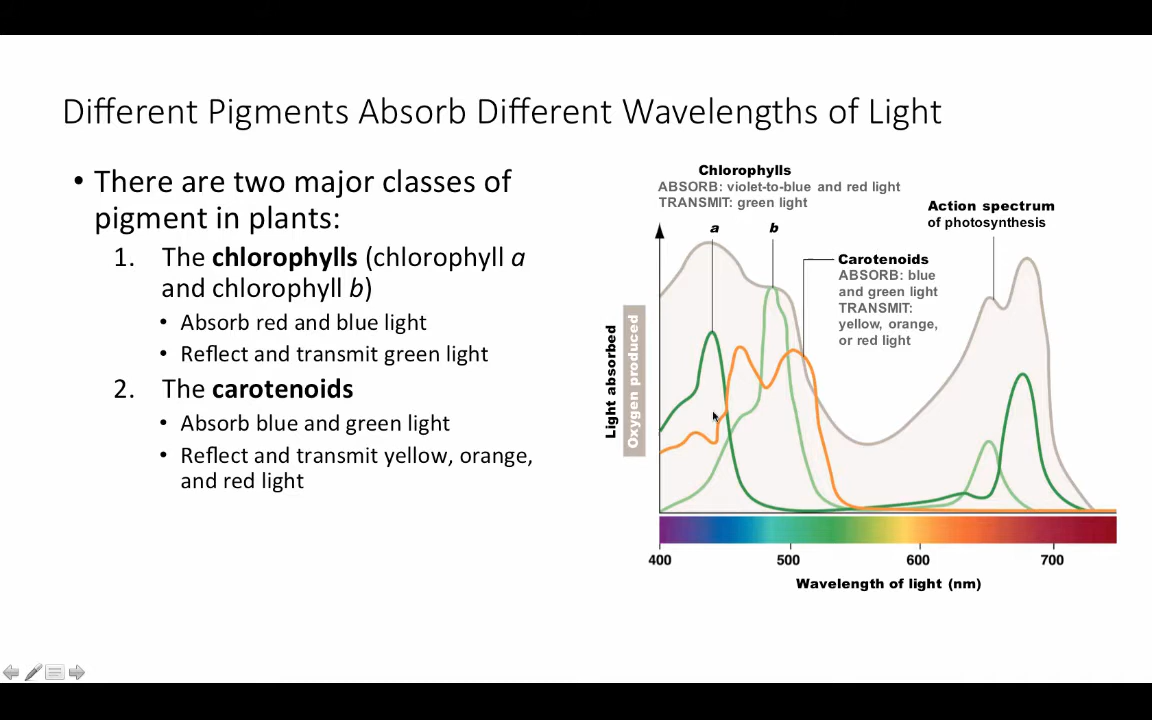 Different Pigments Absorb Different Wavelengths of Light
• There are two major classes of
pigment in plants:
1. The chlorophylls (chlorophyll a
and chlorophyll b)
• Absorb red and blue light
• Reflect and transmit green light
2. The carotenoids
• Absorb blue and green light
• Reflect and transmit yellow, orange,
and red light
Chlorophylls
ABSORB: violet-to-blue and red light
TRANSMIT: green light
a
b
Action spectrum
of photosynthesis
Carotenoids
ABSORB: blue
and green light
TRANSMIT:
yellow, orange,
or red light
Light absorbed
Oxygen produced
400
500
600
700
Wavelength of light (nm)